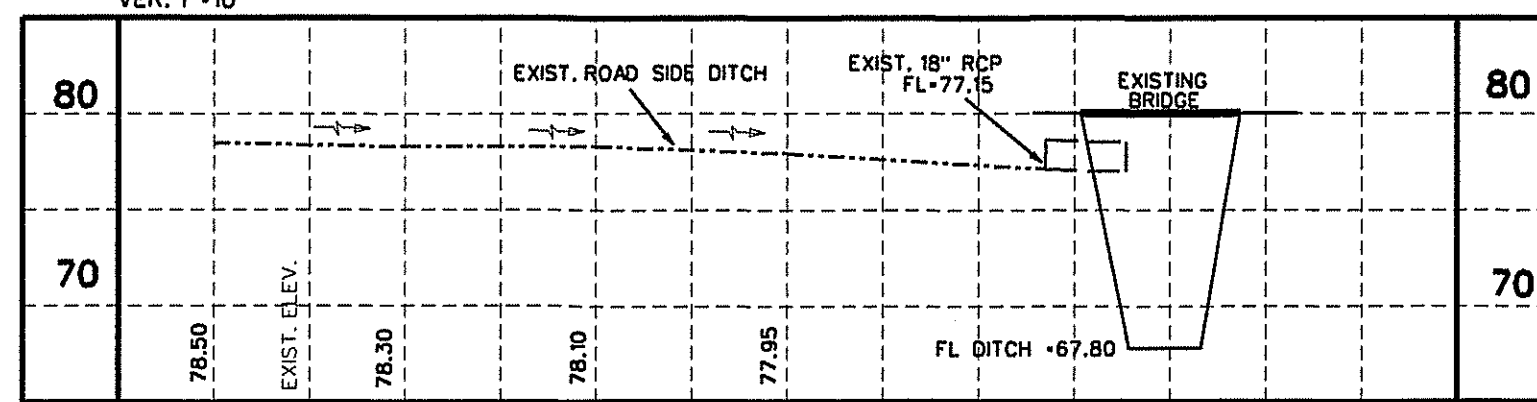 80
EXIST. ROAD SIDE DITCH
EXIST. 18" RCP
FL=77.15
EXISTING
BRIDGE
80
70
70
78.50
EXIST. ELEV.
78.30
78.10
77.95
FL DITCH =67.80